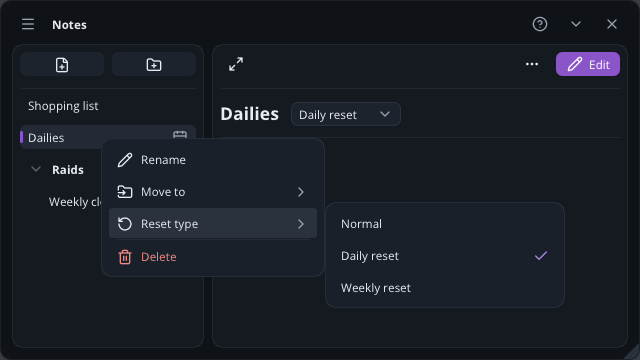 Notes
Edit
Shopping list
Dailies
Dailies
Daily reset
Raids
Weekly
Rename
Move to
Reset type
Delete
Normal
Daily reset
Weekly reset